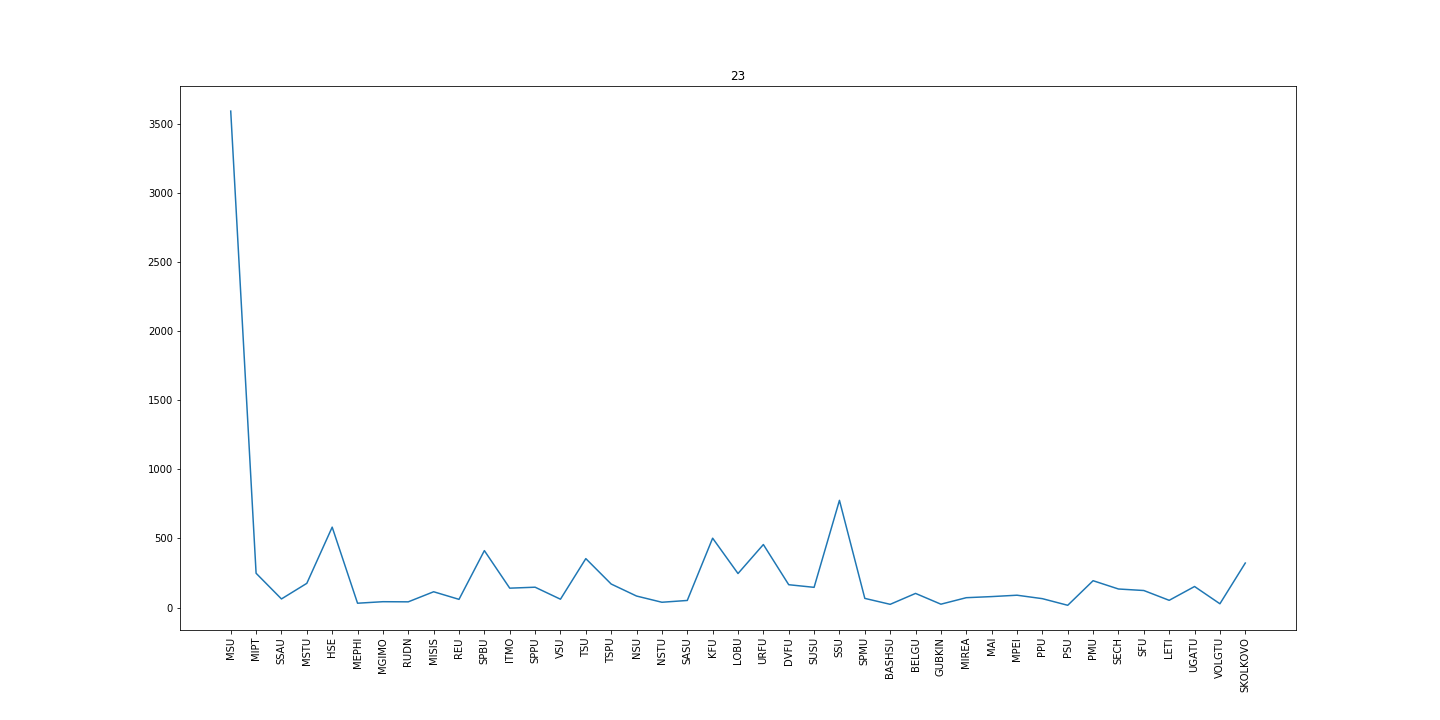 23
3500
3000
2500
2000
1500
1000
500
0
MSU
MIPT
SSAU
MSTU
HSE
MEPHI
MGIMO
RUDN
MISIS
REU
SPBU
ITMO
SPPU
VSU
TSU
TSPU
NSU
NSTU
SASU
KFU
LOBU
URFU
DVFU
SUSU
SSU
SPMU
BASHSU
BELGU
GUBKIN
MIREA
MAI
MPEI
PPU
PSU
PMU
SECH
SFU
LETI
UGATU
VOLGTU
SKOLKOVO